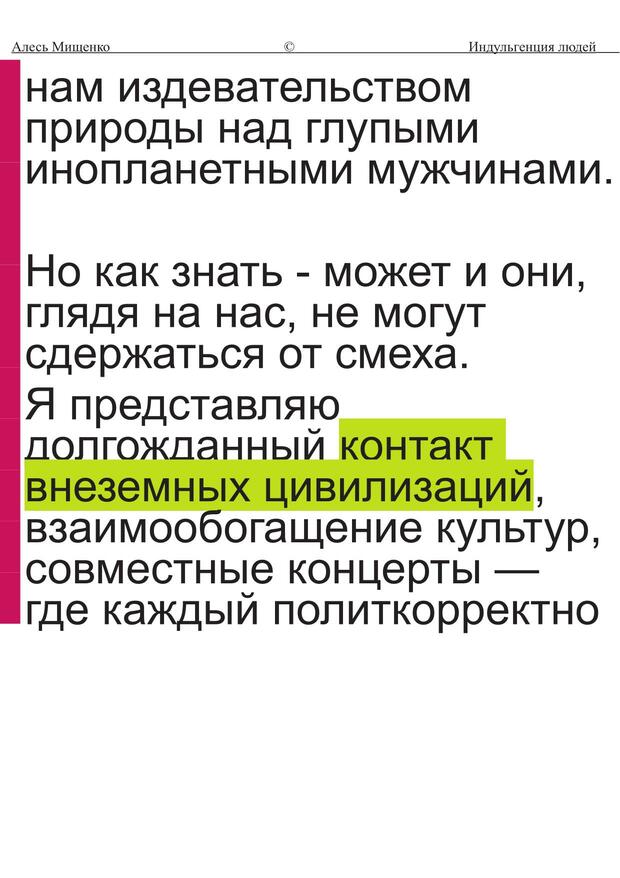 Алесь Мищенко © Индульгенция людей
нам издевательством
природы над глупыми
инопланетными мужчинами.
Но как знать - может и они,
глядя на нас, не могут
сдержаться от смеха.
Я представляю
долгожданный контакт
внеземных цивилизаций,
взаимообогащение культур,
совместные концерты —
где каждый политкорректно